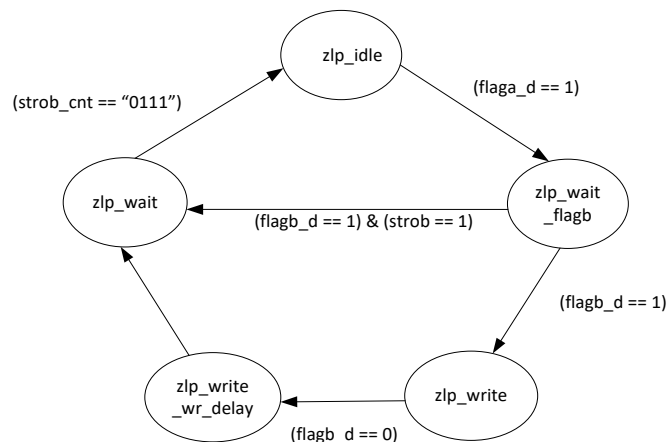 zlp_idle
(strob_cnt == “0111”)
(flaga_d == 1)
zlp_wait
zlp_wait
_flagb
(flagb_d == 1) & (strob == 1)
(flagb_d == 1)
zlp_write
_wr_delay
zlp_write
(flagb_d == 0)